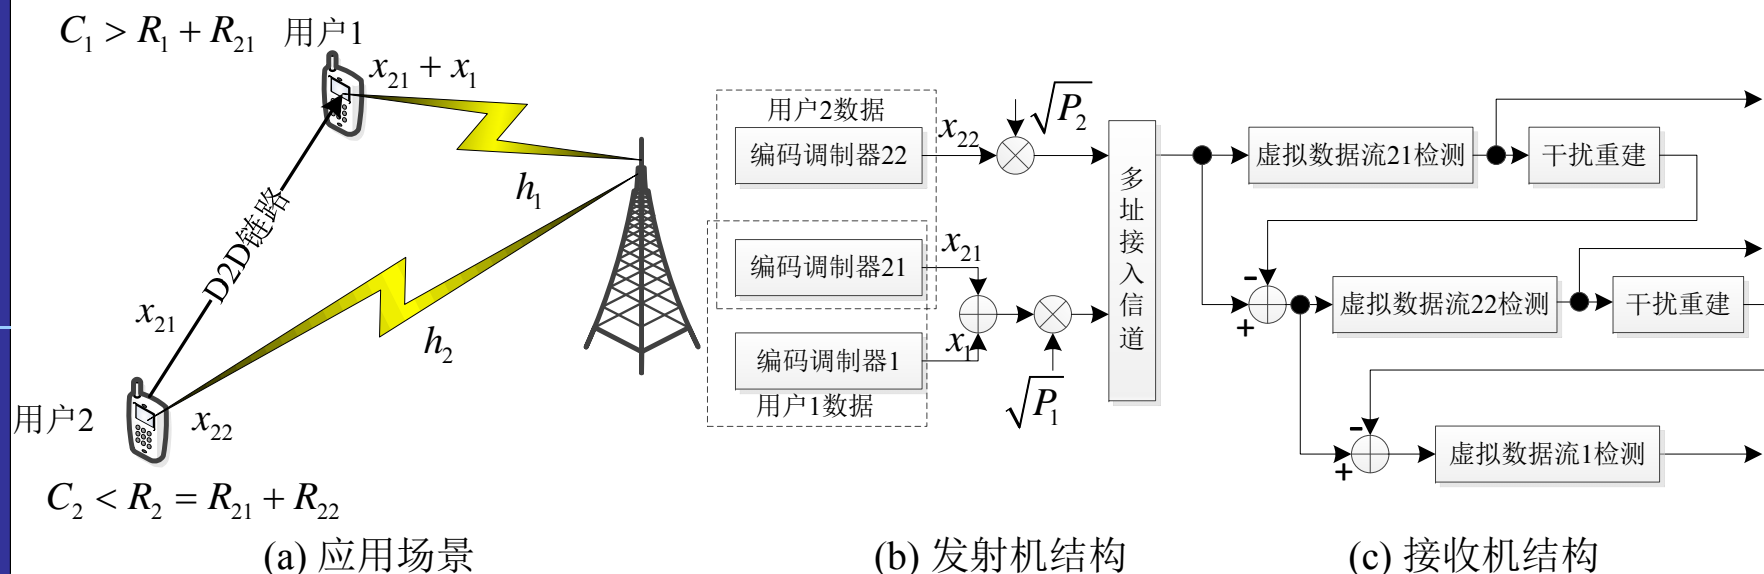 C₁ > R₁ + R₂₁
用户1
x₂₁ + x₁
h₁
D2D链路
x₂₁
h₂
用户2
x₂₂
C₂ < R₂ = R₂₁ + R₂₂
(a) 应用场景
用户2数据
编码调制器22
x₂₂
√P₂
编码调制器21
x₂₁
编码调制器1
x₁
用户1数据
√P₁
多址接入信道
(b) 发射机结构
虚拟数据流21检测
干扰重建
-
+
虚拟数据流22检测
干扰重建
-
+
虚拟数据流1检测
(c) 接收机结构